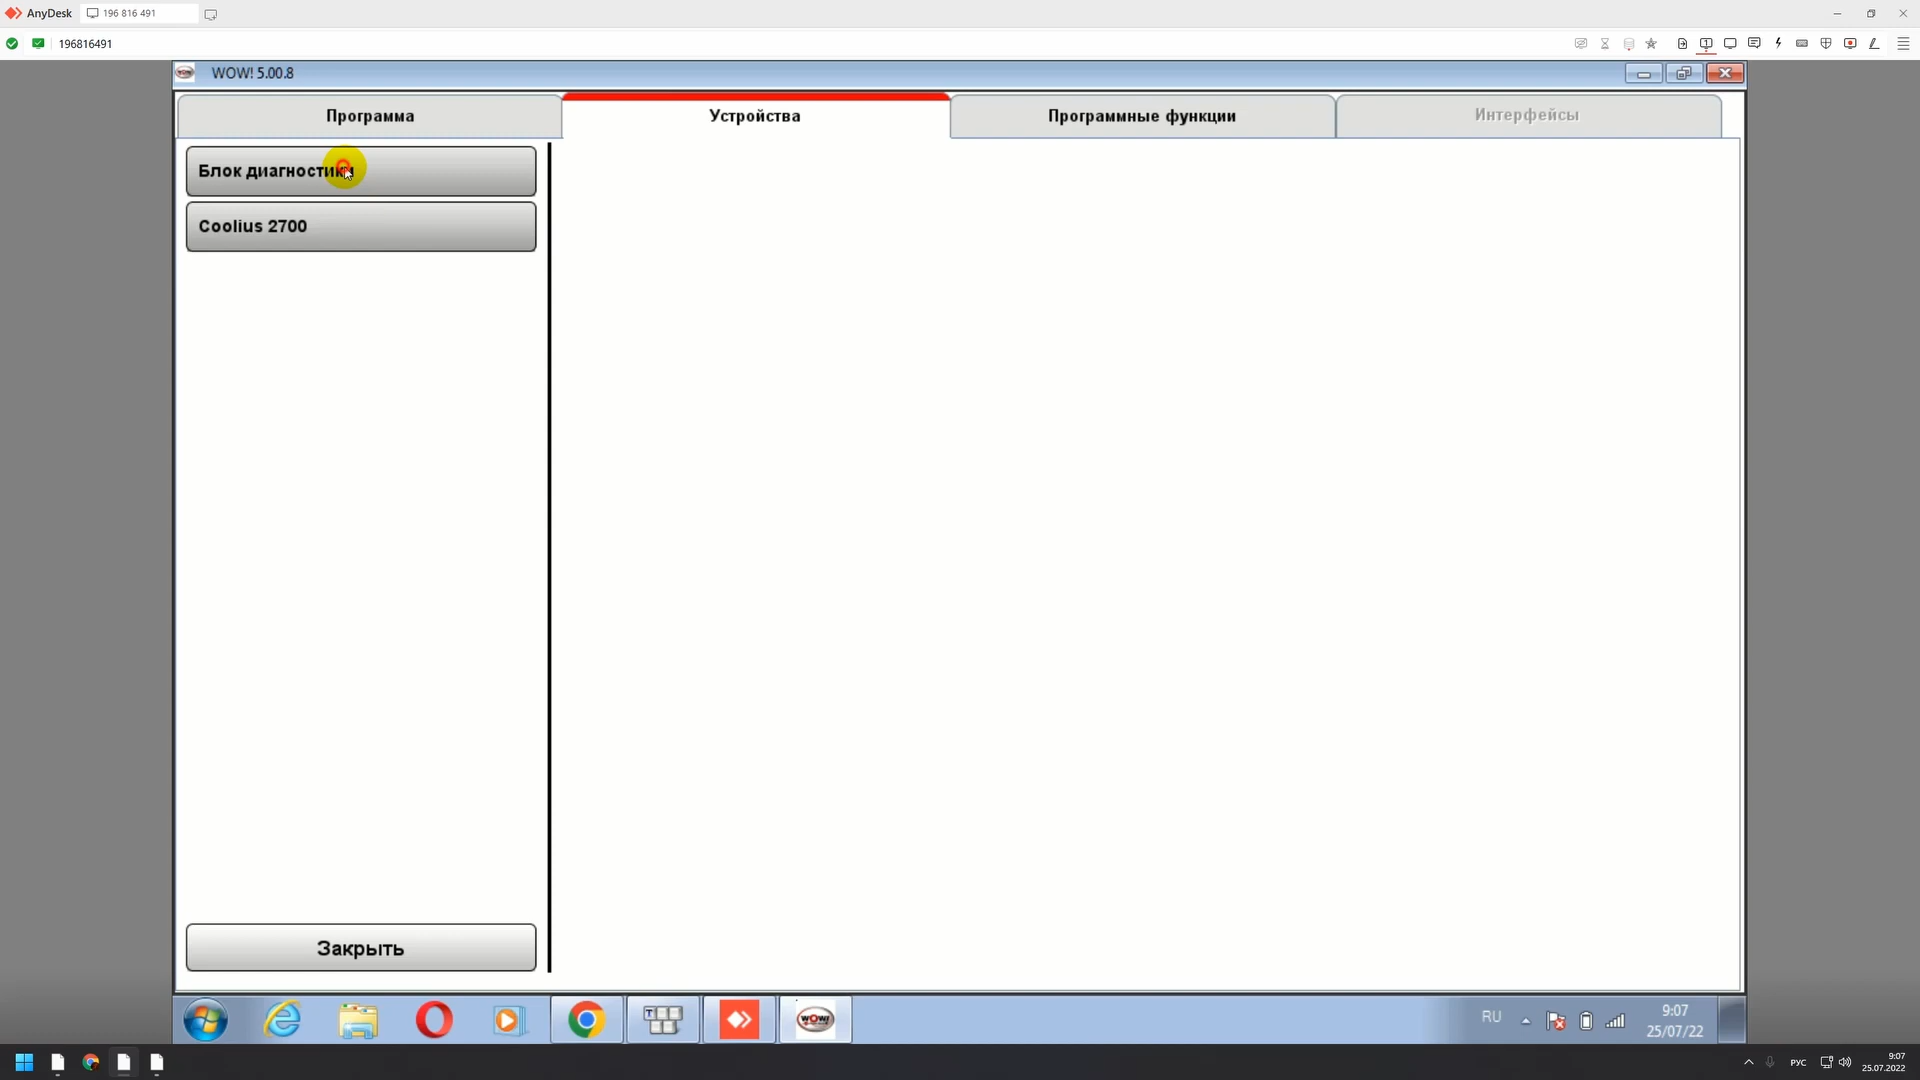 AnyDesk
196 816 491
196816491
WOW! 5.00.8
Программа
Устройства
Программные функции
Интерфейсы
Блок диагностики
Coolius 2700
Закрыть
RU
9:07
25/07/22
РУС
9:07
25.07.2022